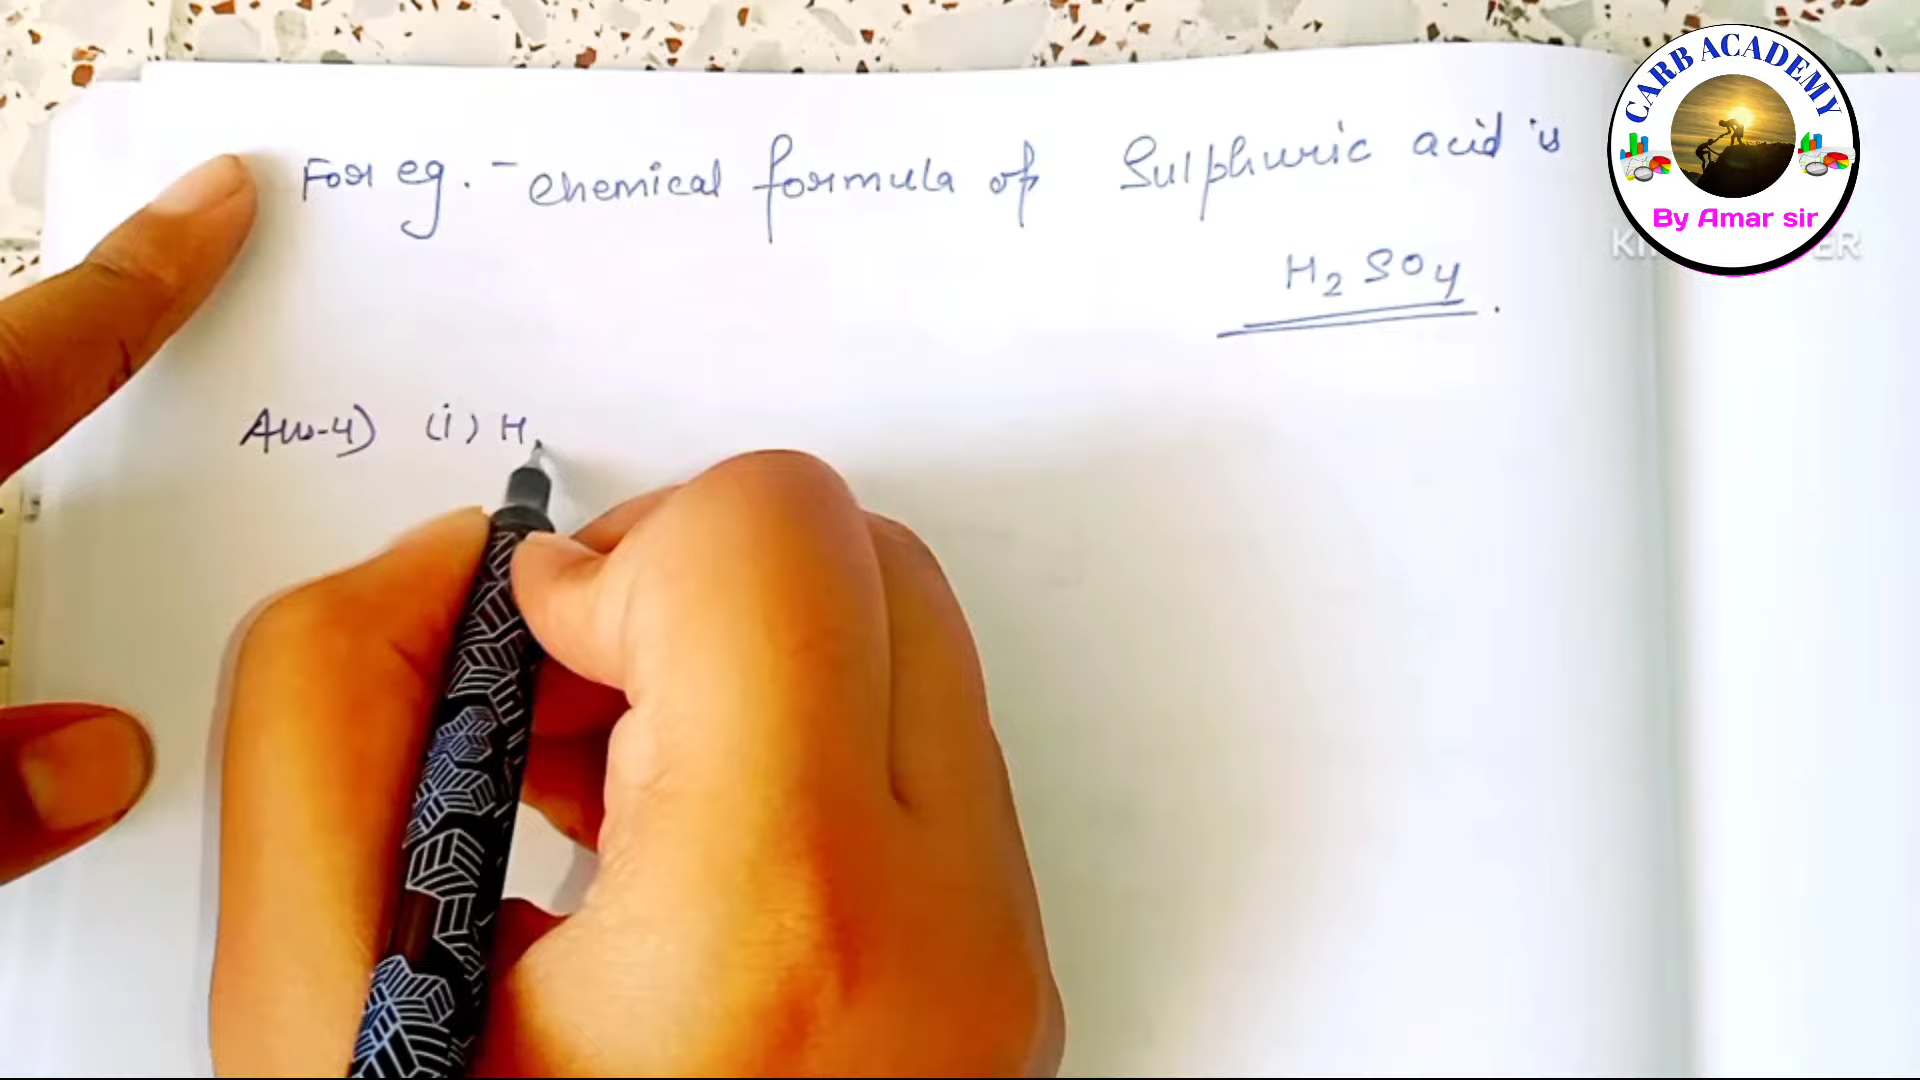 CARB ACADEMY
By Amar sir
For eg. - chemical formula of Sulphuric acid is
H₂SO₄.
Ans-4) (i) H